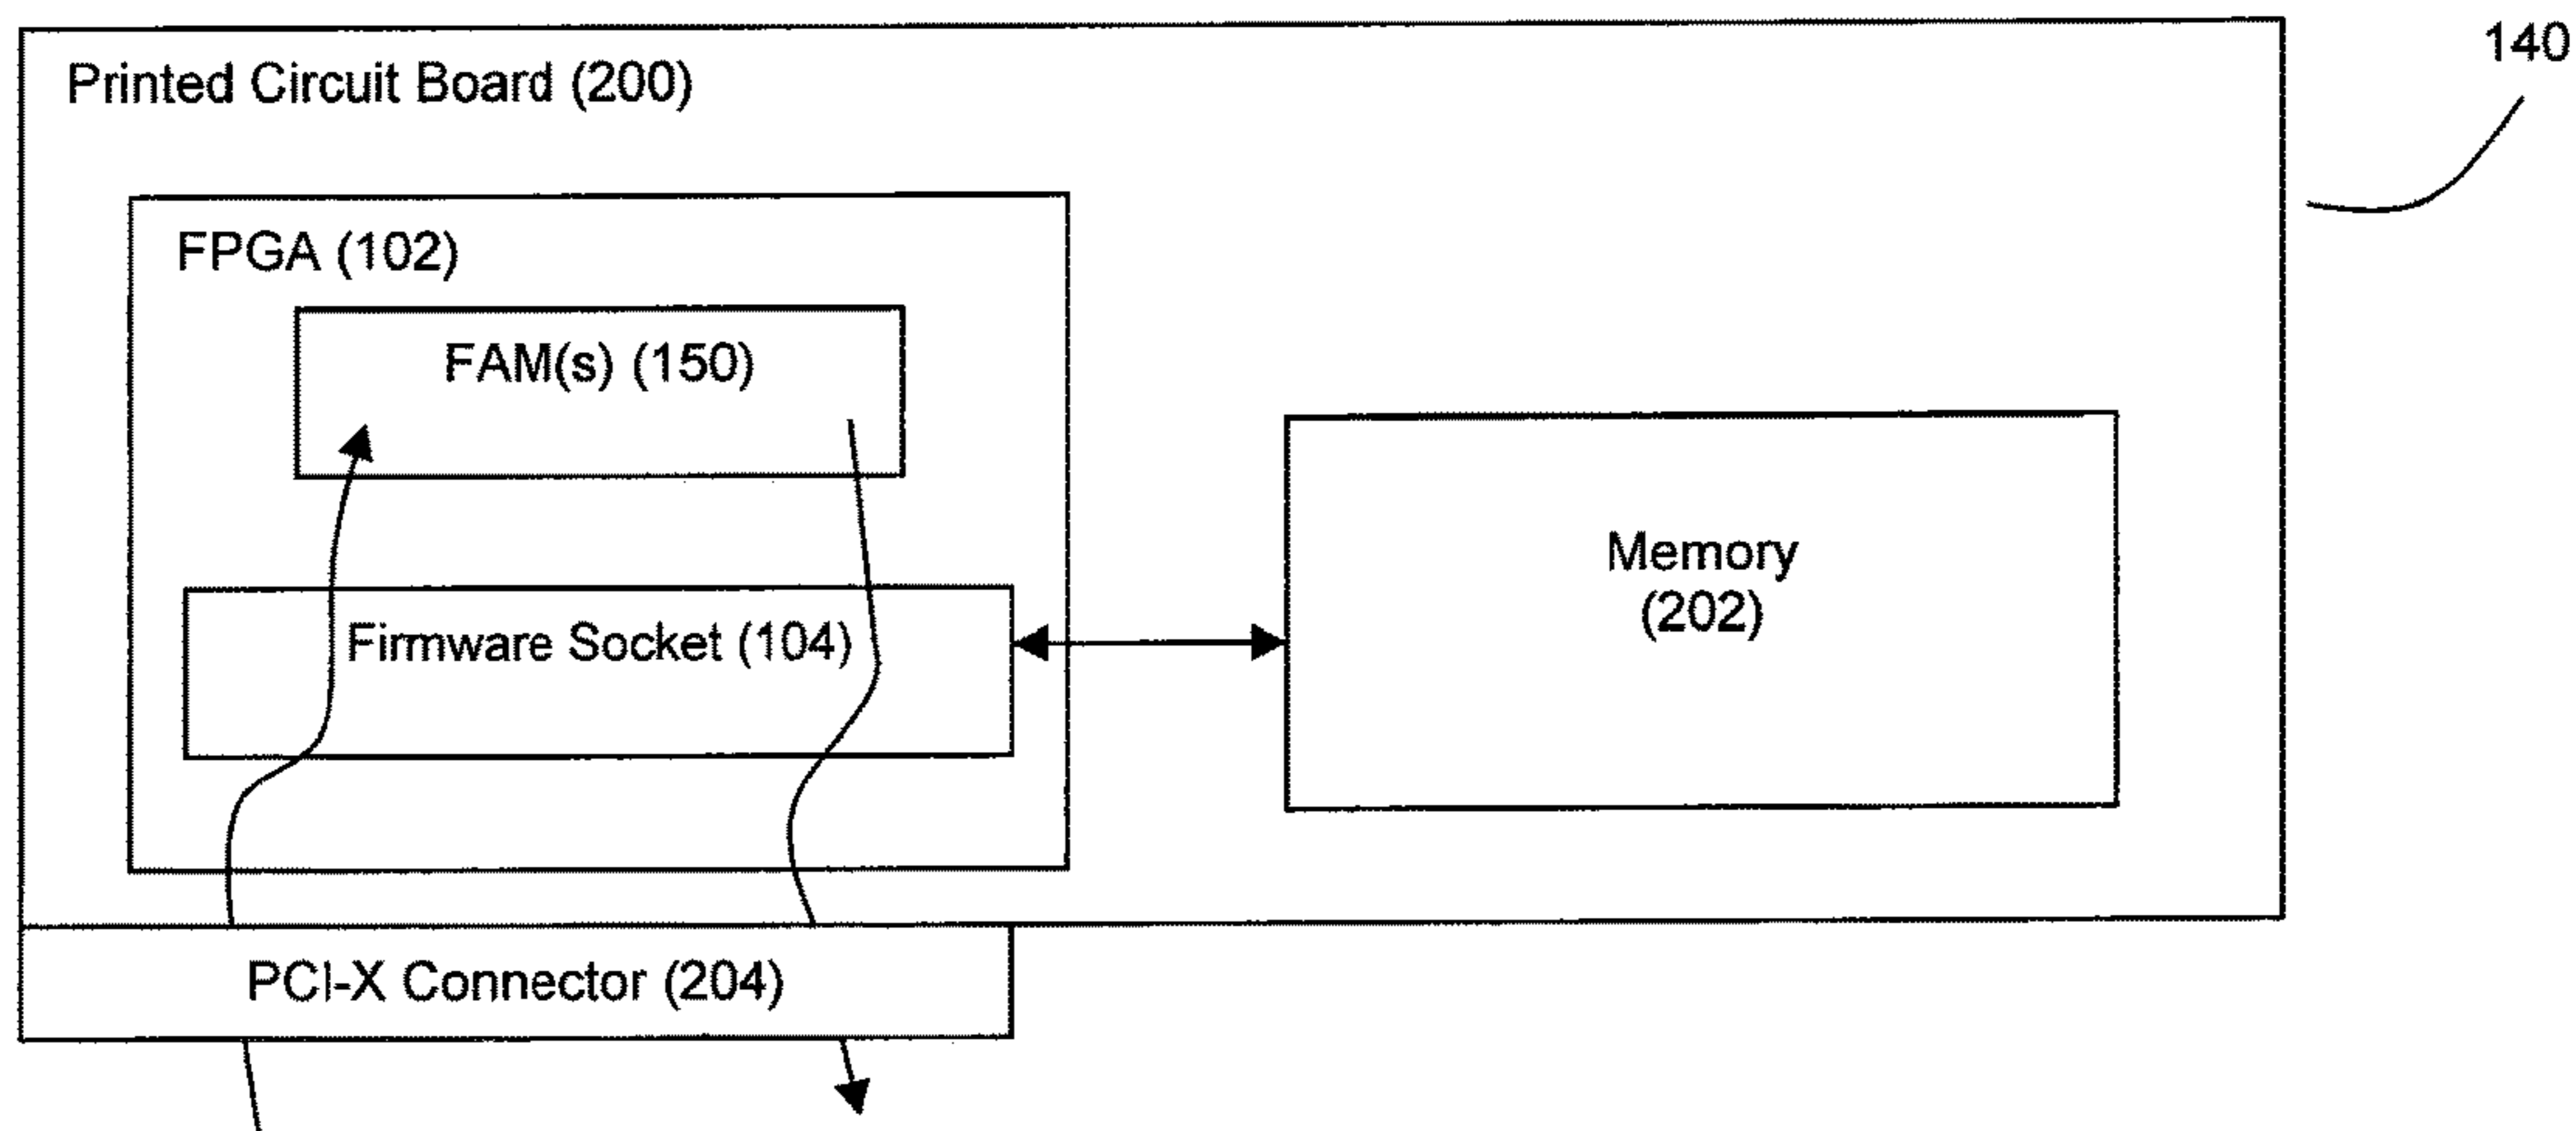 140
Printed Circuit Board (200)
FPGA (102)
FAM(s) (150)
Memory
(202)
Firmware Socket (104)
PCI-X Connector (204)